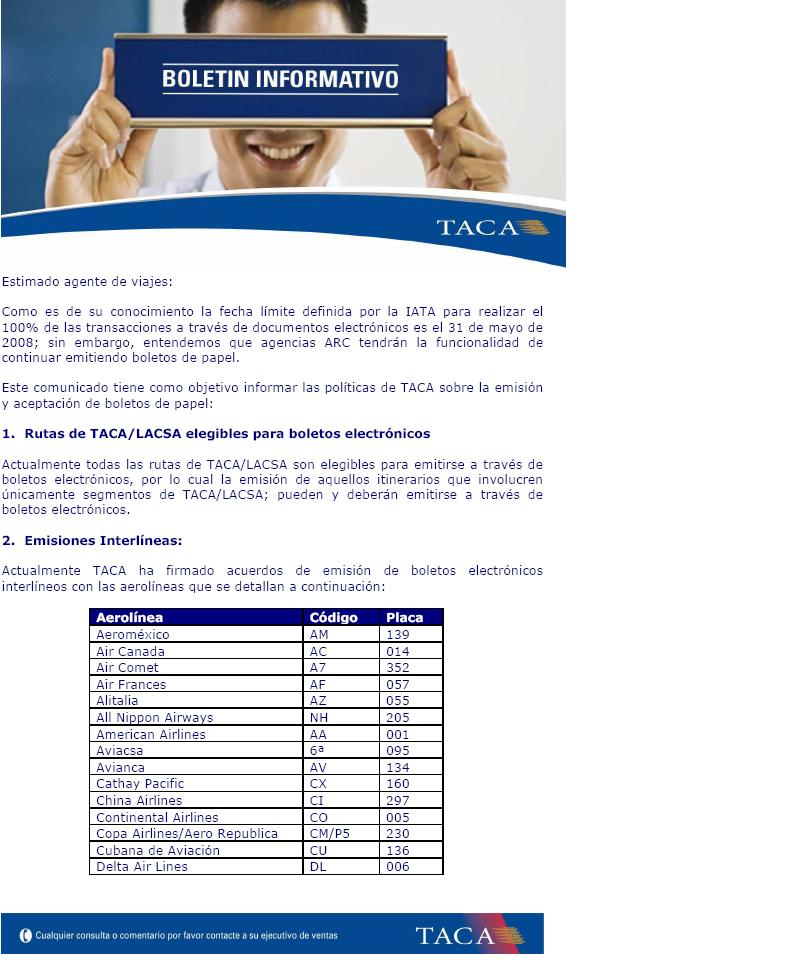 BOLETIN INFORMATIVO
TACA
Estimado agente de viajes:
Como es de su conocimiento la fecha límite definida por la IATA para realizar el
100% de las transacciones a través de documentos electrónicos es el 31 de mayo de
2008; sin embargo, entendemos que agencias ARC tendrán la funcionalidad de
continuar emitiendo boletos de papel.
Este comunicado tiene como objetivo informar las políticas de TACA sobre la emisión
y aceptación de boletos de papel:
1. Rutas de TACA/LACSA elegibles para boletos electrónicos
Actualmente todas las rutas de TACA/LACSA son elegibles para emitirse a través de
boletos electrónicos, por lo cual la emisión de aquellos itinerarios que involucren
únicamente segmentos de TACA/LACSA; pueden y deberán emitirse a través de
boletos electrónicos.
2. Emisiones Interlíneas:
Actualmente TACA ha firmado acuerdos de emisión de boletos electrónicos
interlíneos con las aerolíneas que se detallan a continuación:
Aerolínea Código Placa
Aeroméxico AM 139
Air Canada AC 014
Air Comet A7 352
Air Frances AF 057
Alitalia AZ 055
All Nippon Airways NH 205
American Airlines AA 001
Aviacsa 6ª 095
Avianca AV 134
Cathay Pacific CX 160
China Airlines CI 297
Continental Airlines CO 005
Copa Airlines/Aero Republica CM/P5 230
Cubana de Aviación CU 136
Delta Air Lines DL 006
Cualquier consulta o comentario por favor contacte a su ejecutivo de ventas
TACA